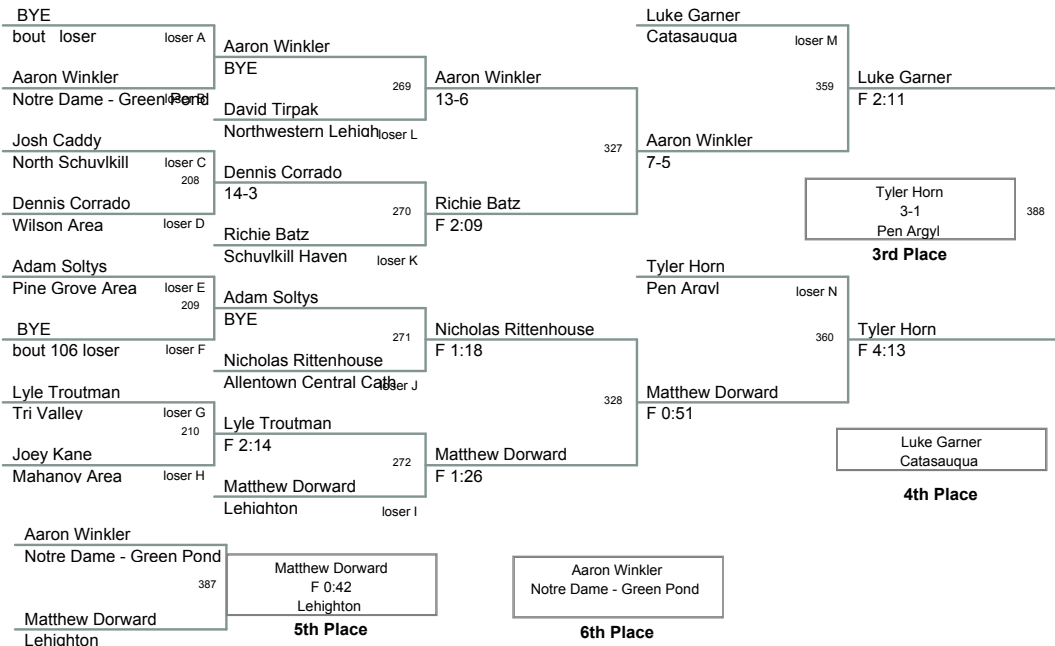 BYE
bout loser
loser A
Aaron Winkler
Notre Dame - Green Pond
loser B
Josh Caddy
North Schuylkill
loser C
208
Dennis Corrado
Wilson Area
loser D
Adam Soltys
Pine Grove Area
loser E
209
BYE
bout 106 loser
loser F
Lyle Troutman
Tri Valley
loser G
210
Joey Kane
Mahanoy Area
loser H
Aaron Winkler
BYE
269
David Tirpak
Northwestern Lehigh
loser L
Dennis Corrado
14-3
270
Richie Batz
Schuylkill Haven
loser K
Adam Soltys
BYE
271
Nicholas Rittenhouse
Allentown Central Cath
loser J
Lyle Troutman
F 2:14
272
Matthew Dorward
Lehighton
loser I
Aaron Winkler
13-6
327
Richie Batz
F 2:09
Nicholas Rittenhouse
F 1:18
328
Matthew Dorward
F 1:26
Luke Garner
Catasauqua
loser M
359
Aaron Winkler
7-5
Tyler Horn
Pen Argyl
loser N
360
Matthew Dorward
F 0:51
Luke Garner
F 2:11
Tyler Horn
3-1
Pen Argyl
388
3rd Place
Tyler Horn
F 4:13
Luke Garner
Catasauqua
4th Place
Aaron Winkler
Notre Dame - Green Pond
387
Matthew Dorward
Lehighton
Matthew Dorward
F 0:42
Lehighton
5th Place
Aaron Winkler
Notre Dame - Green Pond
6th Place